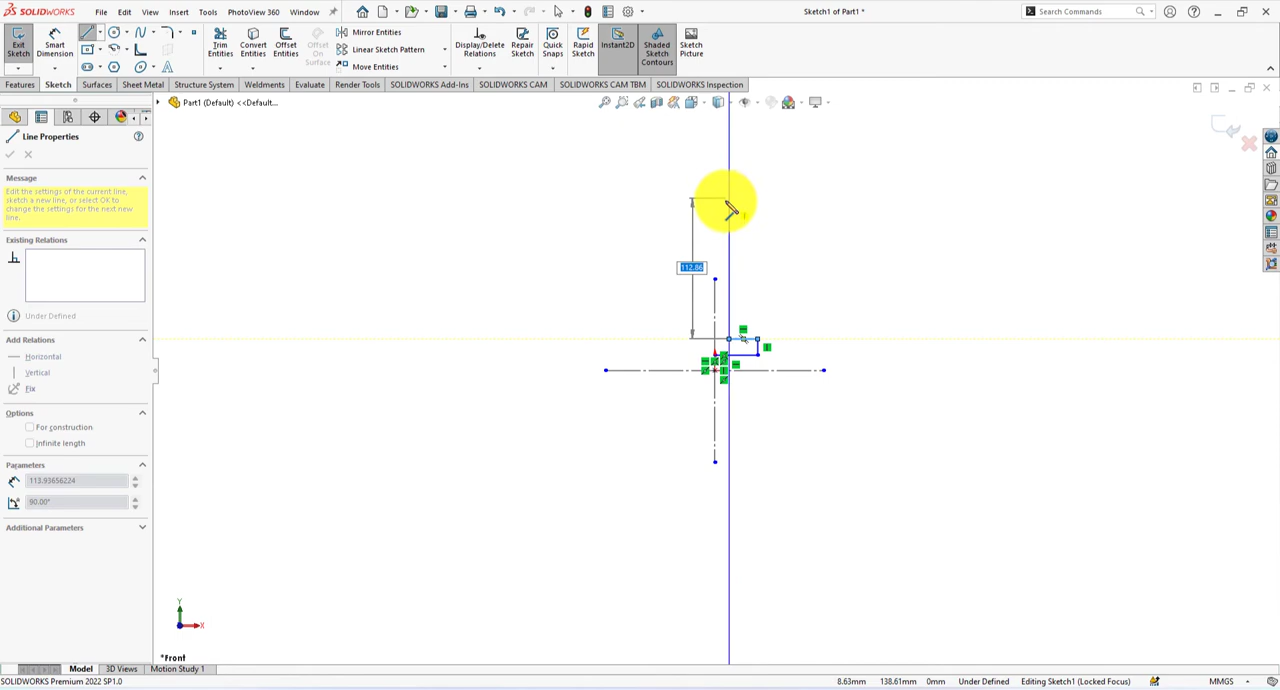 SOLIDWORKS File Edit View Insert Tools PhotoView 360 Window Sketch1 of Part1 * Search Commands
Exit Sketch
Smart Dimension
Trim Entities
Convert Entities
Offset Entities
Offset On Surface
Mirror Entities
Linear Sketch Pattern
Move Entities
Display/Delete Relations
Repair Sketch
Quick Snaps
Rapid Sketch
Instant2D
Shaded Sketch Contours
Sketch Picture
Features Sketch Surfaces Sheet Metal Structure System Weldments Evaluate Render Tools SOLIDWORKS Add-Ins SOLIDWORKS CAM SOLIDWORKS CAM TBM SOLIDWORKS Inspection
Part1 (Default) <<Default...
Line Properties
Message
Edit the settings of the current line,
sketch a new line, or select OK to
change the settings for the next new
line.
Existing Relations
Under Defined
Add Relations
Horizontal
Vertical
Fix
Options
For construction
Infinite length
Parameters
113.93656224
90.00°
Additional Parameters
112.86
Y
X
*Front
Model 3D Views Motion Study 1
SOLIDWORKS Premium 2022 SP1.0 8.63mm 138.61mm 0mm Under Defined Editing Sketch1 (Locked Focus) MMGS